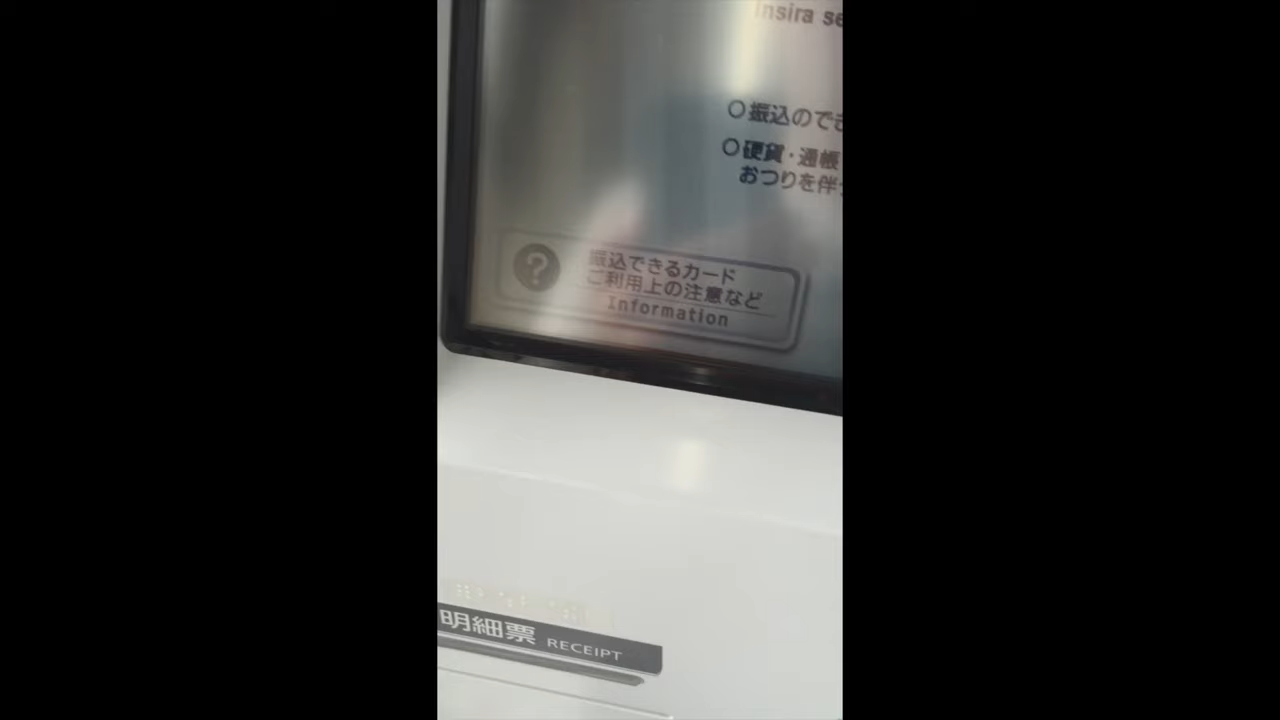 insira
○振込のでき
○硬貨・通帳
おつりを伴
?
振込できるカード
ご利用上の注意など
Information
明細票 RECEIPT